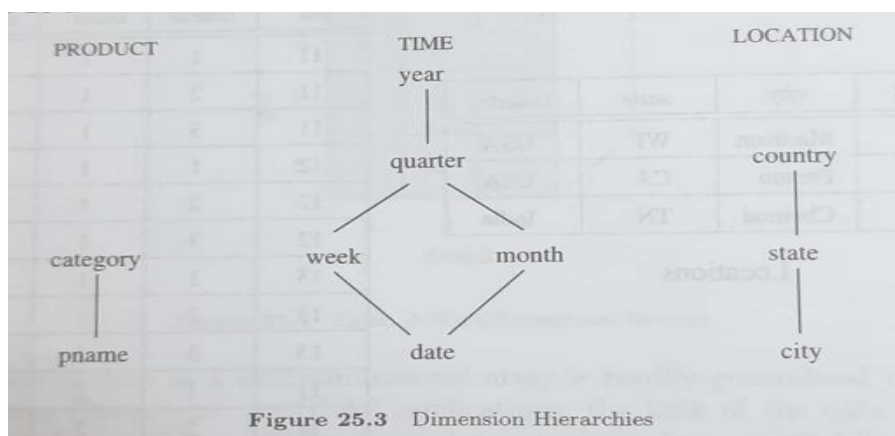 PRODUCT
TIME
LOCATION
year
quarter
country
category
week
month
state
pname
date
city
Figure 25.3 Dimension Hierarchies